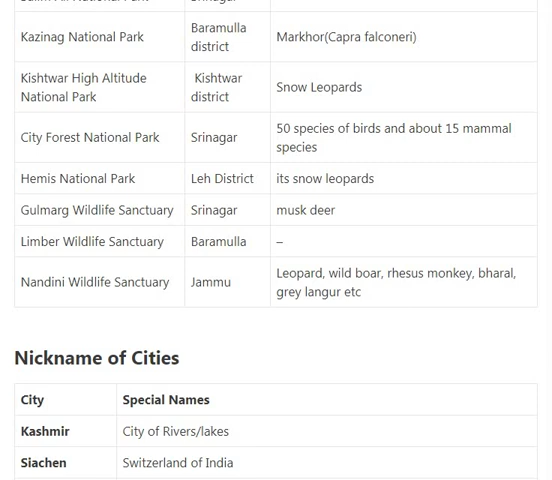 Kazinag National Park Baramulla district Markhor(Capra falconeri)
Kishtwar High Altitude National Park Kishtwar district Snow Leopards
City Forest National Park Srinagar 50 species of birds and about 15 mammal species
Hemis National Park Leh District its snow leopards
Gulmarg Wildlife Sanctuary Srinagar musk deer
Limber Wildlife Sanctuary Baramulla –
Nandini Wildlife Sanctuary Jammu Leopard, wild boar, rhesus monkey, bharal, grey langur etc
Nickname of Cities
City Special Names
Kashmir City of Rivers/lakes
Siachen Switzerland of India